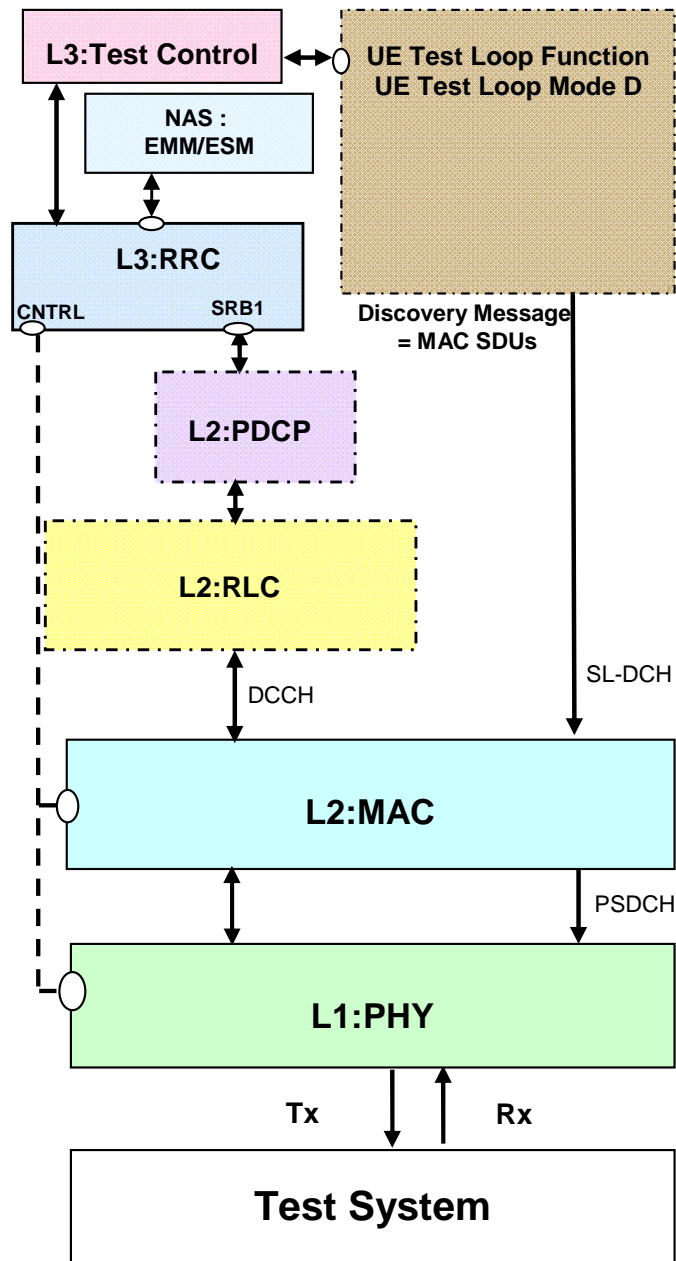 L3:Test Control
UE Test Loop Function
UE Test Loop Mode D
NAS :
EMM/ESM
L3:RRC
CNTRL
SRB1
Discovery Message
= MAC SDUs
L2:PDCP
L2:RLC
DCCH
SL-DCH
L2:MAC
PSDCH
L1:PHY
Tx
Rx
Test System